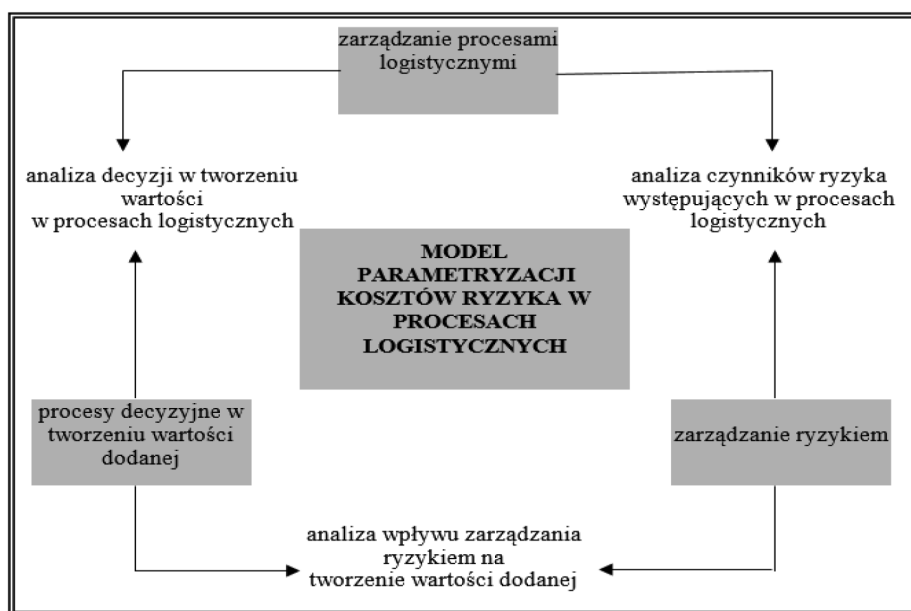 zarządzanie procesami
logistycznymi
analiza decyzji w tworzeniu
wartości
w procesach logistycznych
analiza czynników ryzyka
występujących w procesach
logistycznych
MODEL
PARAMETRYZACJI
KOSZTÓW RYZYKA W
PROCESACH
LOGISTYCZNYCH
procesy decyzyjne w
tworzeniu wartości
dodanej
zarządzanie ryzykiem
analiza wpływu zarządzania
ryzykiem na
tworzenie wartości dodanej